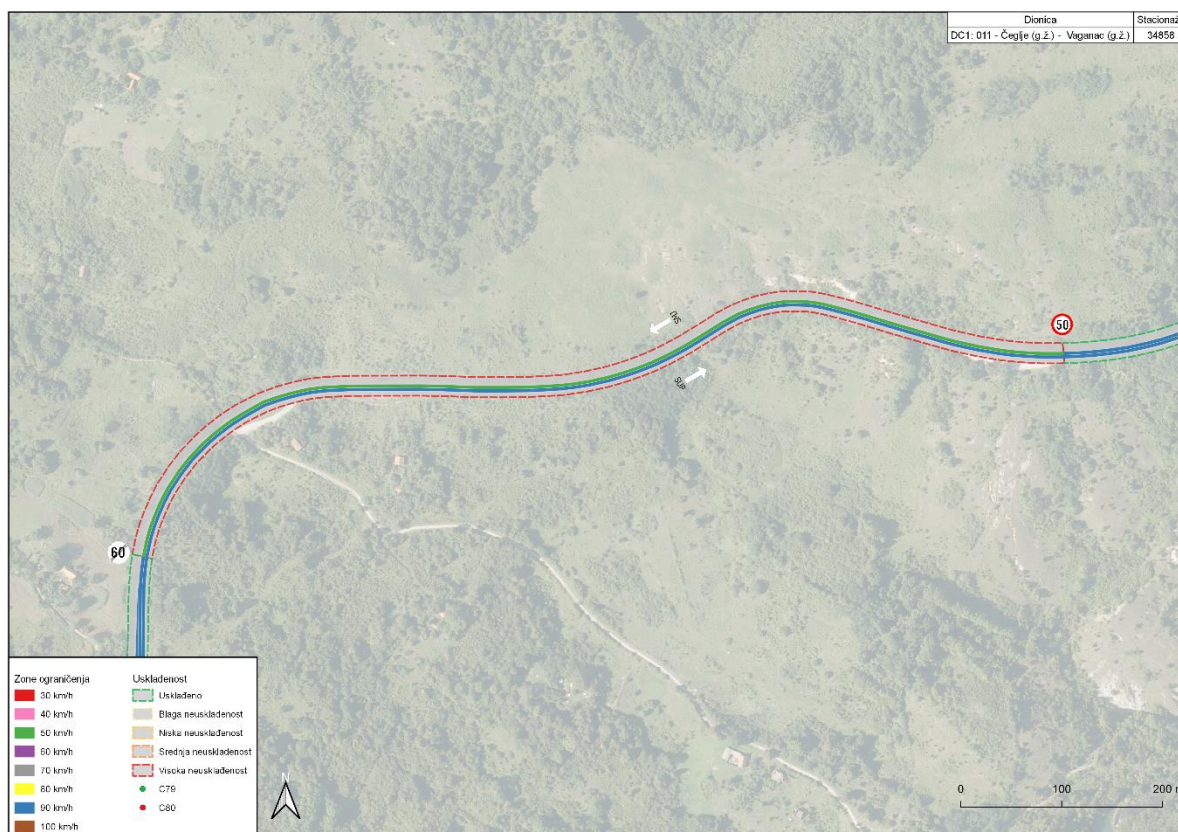 Dionica Stacionaž
DC1: 011 - Čeglje (g.ž.) - Vaganac (g.ž.) 34858
50
SNO
SUP
60
Zone ograničenja
30 km/h
40 km/h
50 km/h
60 km/h
70 km/h
80 km/h
90 km/h
100 km/h
Usklađenost
Usklađeno
Blaga neusklađenost
Niska neusklađenost
Srednja neusklađenost
Visoka neusklađenost
C79
C80
N
0 100 200 m